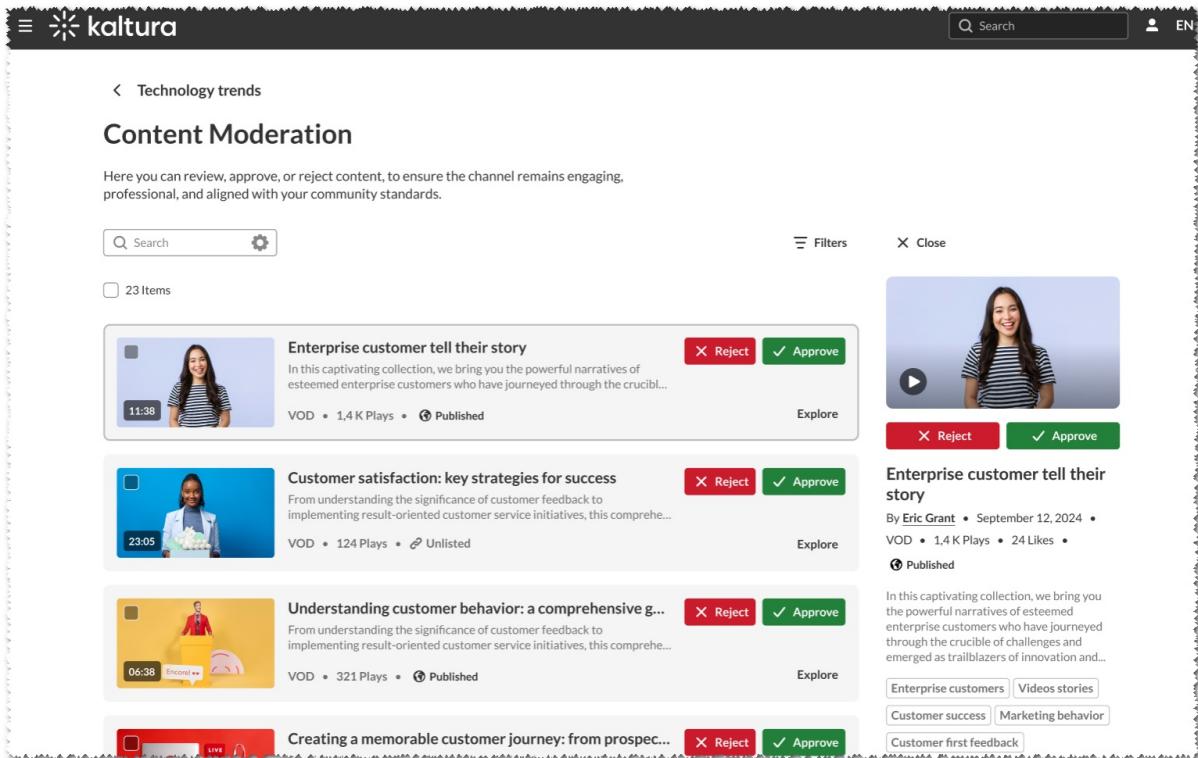 kaltura
Search
EN
Technology trends
Content Moderation
Here you can review, approve, or reject content, to ensure the channel remains engaging,
professional, and aligned with your community standards.
Search
Filters
Close
23 Items
Enterprise customer tell their story
In this captivating collection, we bring you the powerful narratives of
esteemed enterprise customers who have journeyed through the crucibl...
Reject
Approve
11:38
VOD • 1,4 K Plays • Published
Explore
Customer satisfaction: key strategies for success
From understanding the significance of customer feedback to
implementing result-oriented customer service initiatives, this comprehe...
Reject
Approve
23:05
VOD • 124 Plays • Unlisted
Explore
Understanding customer behavior: a comprehensive g...
From understanding the significance of customer feedback to
implementing result-oriented customer service initiatives, this comprehe...
Reject
Approve
06:38
Encore!
VOD • 321 Plays • Published
Explore
LIVE
Creating a memorable customer journey: from prospec...
Reject
Approve
Reject
Approve
Enterprise customer tell their
story
By Eric Grant • September 12, 2024 •
VOD • 1,4 K Plays • 24 Likes •
Published
In this captivating collection, we bring you
the powerful narratives of esteemed
enterprise customers who have journeyed
through the crucible of challenges and
emerged as trailblazers of innovation and...
Enterprise customers
Videos stories
Customer success
Marketing behavior
Customer first feedback